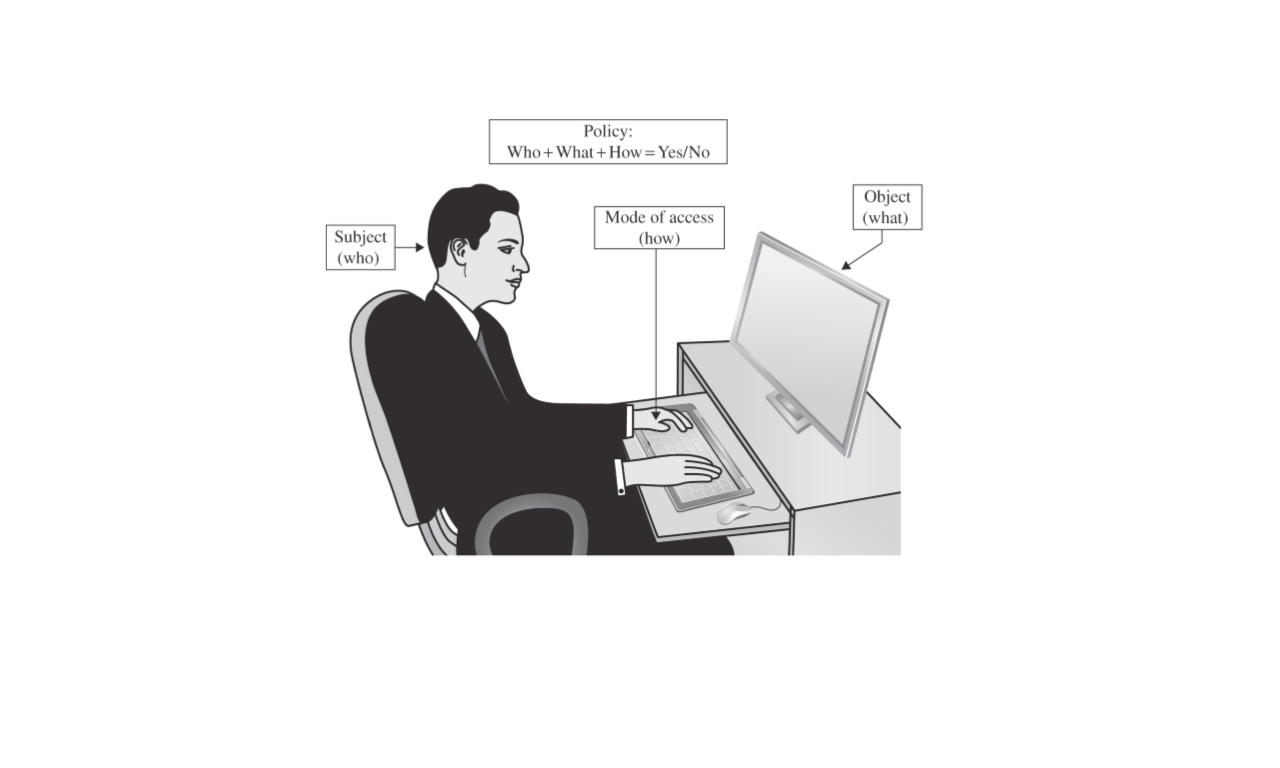 Policy:
Who + What + How = Yes/No
Subject
(who)
Mode of access
(how)
Object
(what)